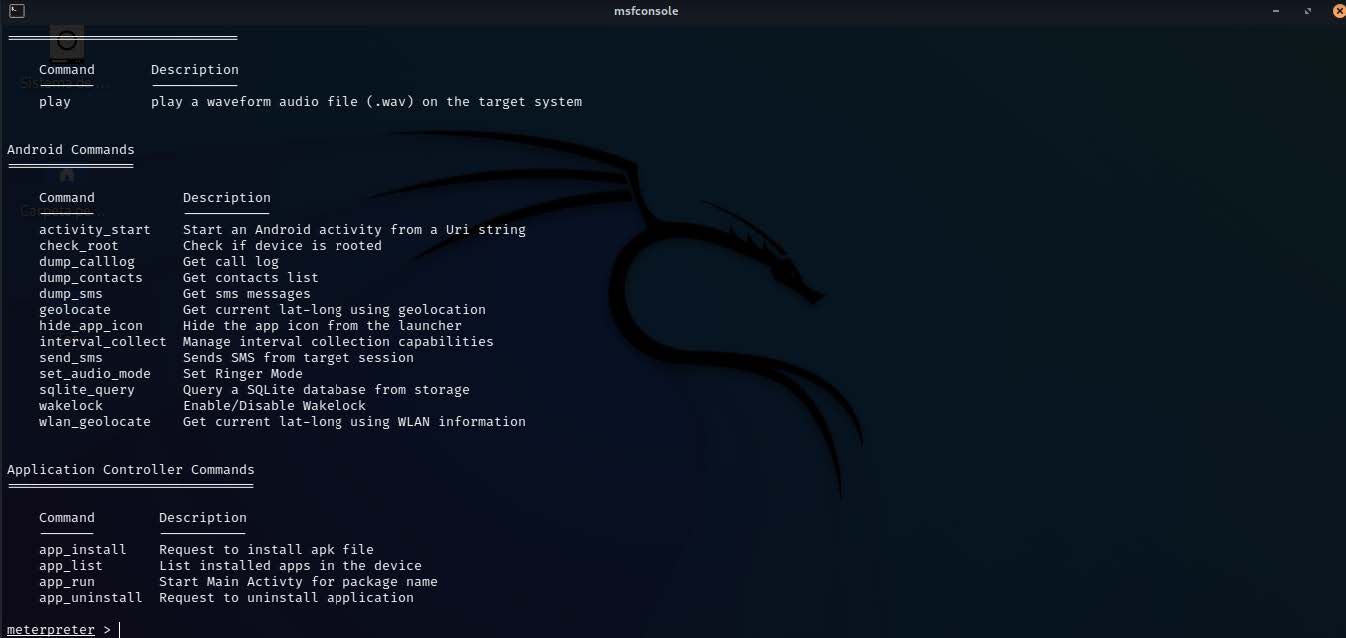 msfconsole
Sistema de ...
Command Description
play play a waveform audio file (.wav) on the target system
Android Commands
Carpeta pe...
Command Description
activity_start Start an Android activity from a Uri string
check_root Check if device is rooted
dump_calllog Get call log
dump_contacts Get contacts list
dump_sms Get sms messages
geolocate Get current lat-long using geolocation
hide_app_icon Hide the app icon from the launcher
interval_collect Manage interval collection capabilities
send_sms Sends SMS from target session
set_audio_mode Set Ringer Mode
sqlite_query Query a SQLite database from storage
wakelock Enable/Disable Wakelock
wlan_geolocate Get current lat-long using WLAN information
Application Controller Commands
Command Description
app_install Request to install apk file
app_list List installed apps in the device
app_run Start Main Activty for package name
app_uninstall Request to uninstall application
meterpreter >